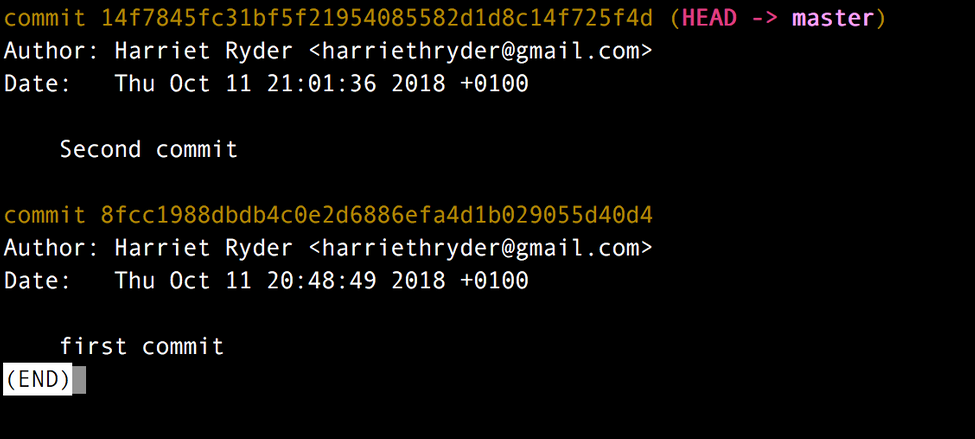 commit 14f7845fc31bf5f21954085582d1d8c14f725f4d (HEAD -> master)
Author: Harriet Ryder <harriethryder@gmail.com>
Date:   Thu Oct 11 21:01:36 2018 +0100
Second commit
commit 8fcc1988dbdb4c0e2d6886efa4d1b029055d40d4
Author: Harriet Ryder <harriethryder@gmail.com>
Date:   Thu Oct 11 20:48:49 2018 +0100
first commit
(END)